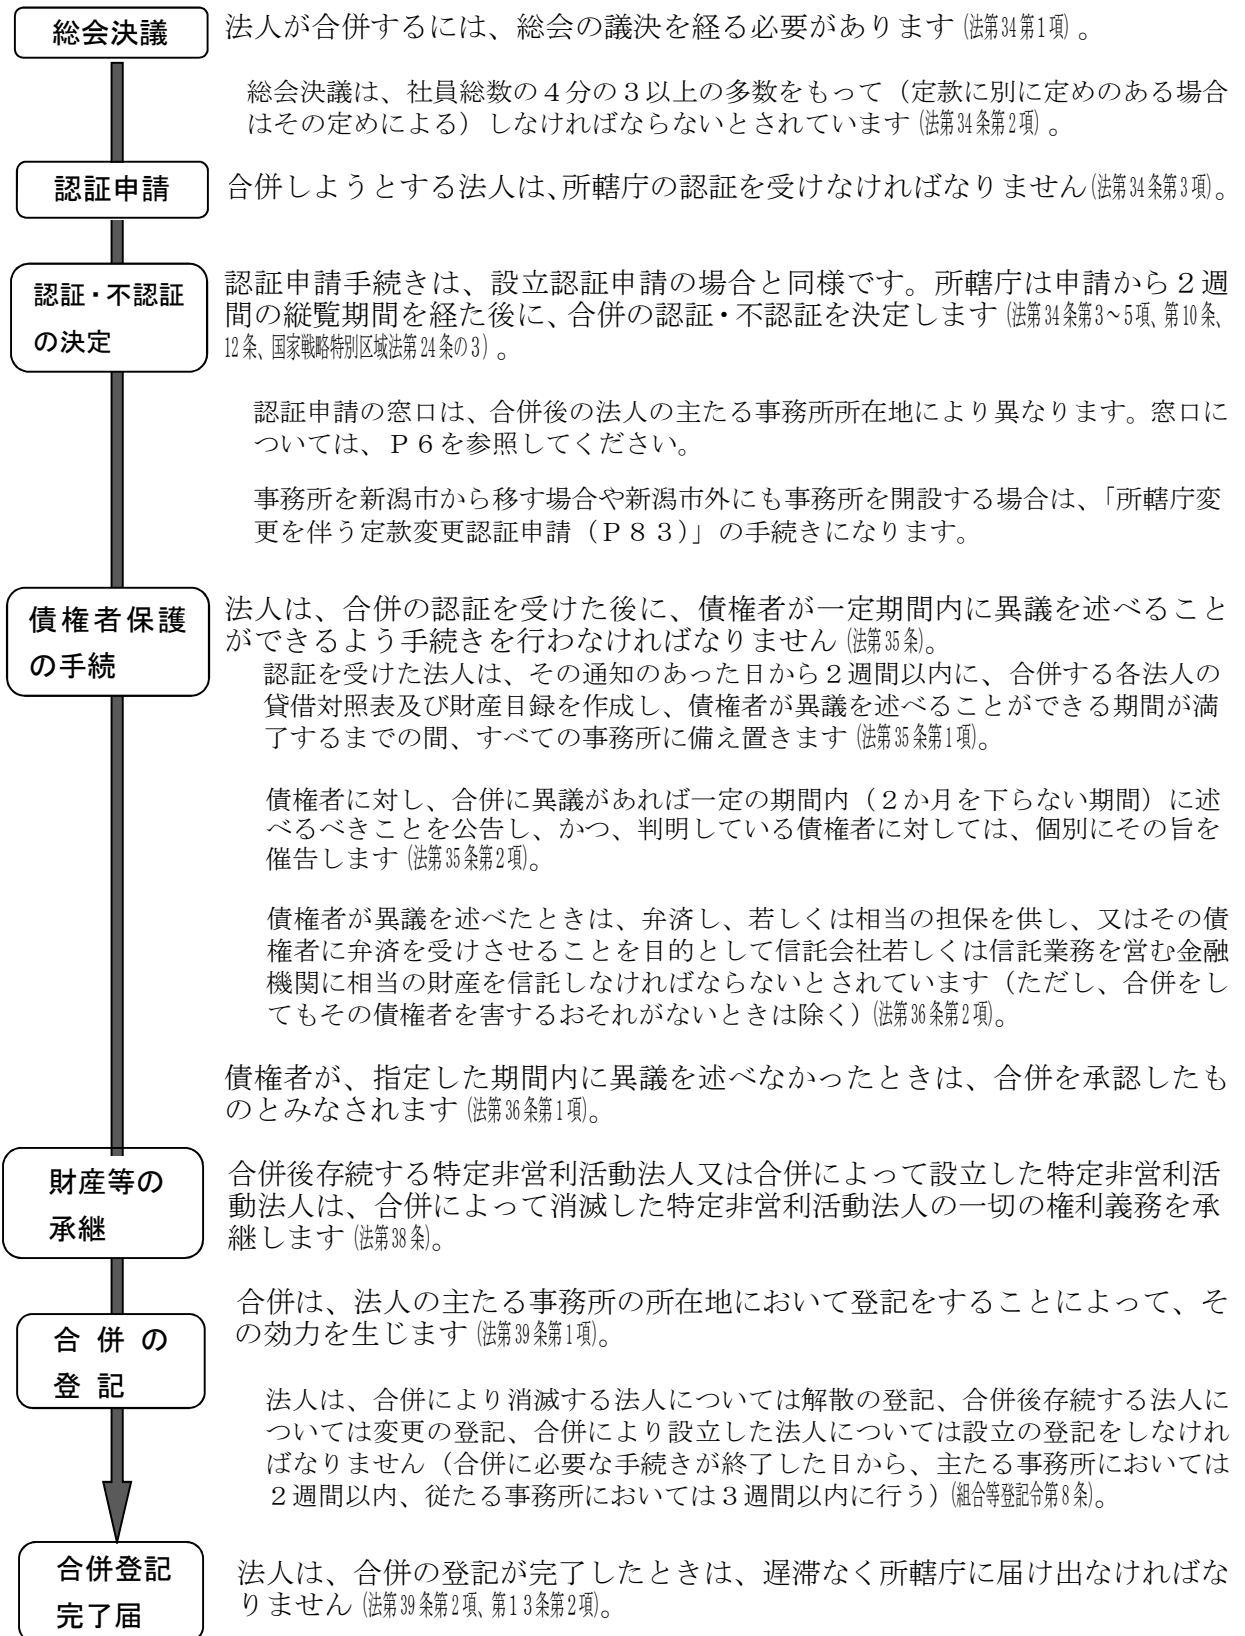 総会決議
法人が合併するには、総会の議決を経る必要があります(法第34第1項)。
総会決議は、社員総数の４分の３以上の多数をもって（定款に別に定めのある場合
はその定めによる）しなければならないとされています(法第34条第2項)。
認証申請
合併しようとする法人は、所轄庁の認証を受けなければなりません(法第34条第3項)。
認証・不認証
の決定
認証申請手続きは、設立認証申請の場合と同様です。所轄庁は申請から２週
間の縦覧期間を経た後に、合併の認証・不認証を決定します(法第34条第3～5項、第10条、
12条、国家戦略特別区域法第24条の3)。
認証申請の窓口は、合併後の法人の主たる事務所所在地により異なります。窓口に
ついては、Ｐ６を参照してください。
事務所を新潟市から移す場合や新潟市外にも事務所を開設する場合は、「所轄庁変
更を伴う定款変更認証申請（Ｐ８３）」の手続きになります。
債権者保護
の手続
法人は、合併の認証を受けた後に、債権者が一定期間内に異議を述べること
ができるよう手続きを行わなければなりません(法第35条)。
認証を受けた法人は、その通知のあった日から２週間以内に、合併する各法人の
貸借対照表及び財産目録を作成し、債権者が異議を述べることができる期間が満
了するまでの間、すべての事務所に備え置きます(法第35条第1項)。
債権者に対し、合併に異議があれば一定の期間内（２か月を下らない期間）に述
べるべきことを公告し、かつ、判明している債権者に対しては、個別にその旨を
催告します(法第35条第2項)。
債権者が異議を述べたときは、弁済し、若しくは相当の担保を供し、又はその債
権者に弁済を受けさせることを目的として信託会社若しくは信託業務を営む金融
機関に相当の財産を信託しなければならないとされています（ただし、合併をし
てもその債権者を害するおそれがないときは除く）(法第36条第2項)。
債権者が、指定した期間内に異議を述べなかったときは、合併を承認したも
のとみなされます(法第36条第1項)。
財産等の
承継
合併後存続する特定非営利活動法人又は合併によって設立した特定非営利活
動法人は、合併によって消滅した特定非営利活動法人の一切の権利義務を承
継します(法第38条)。
合併の
登記
合併は、法人の主たる事務所の所在地において登記をすることによって、そ
の効力を生じます(法第39条第1項)。
法人は、合併により消滅する法人については解散の登記、合併後存続する法人に
ついては変更の登記、合併により設立した法人については設立の登記をしなけれ
ばなりません（合併に必要な手続きが終了した日から、主たる事務所においては
２週間以内、従たる事務所においては３週間以内に行う）(組合等登記令第8条)。
合併登記
完了届
法人は、合併の登記が完了したときは、遅滞なく所轄庁に届け出なければな
りません(法第39条第2項、第13条第2項)。